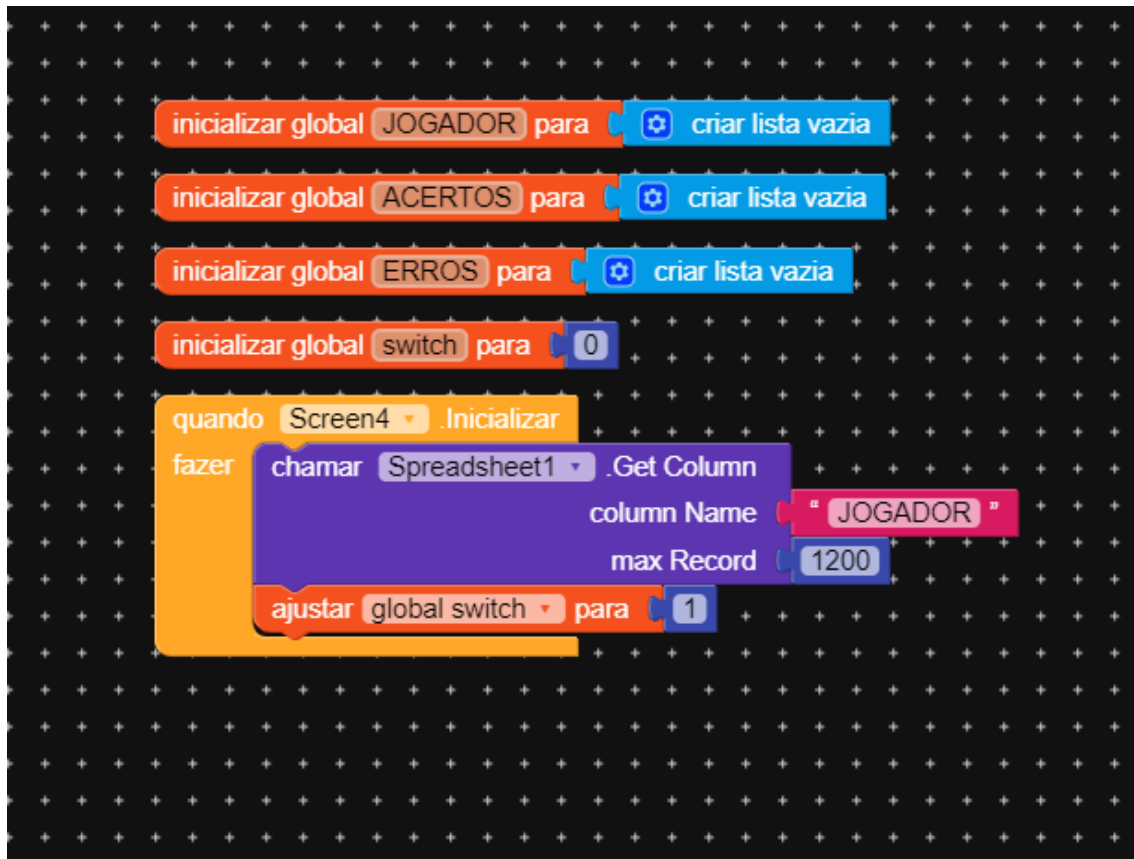 inicializar global JOGADOR para criar lista vazia
inicializar global ACERTOS para criar lista vazia
inicializar global ERROS para criar lista vazia
inicializar global switch para 0
quando Screen4 .Inicializar
fazer chamar Spreadsheet1 .Get Column
column Name “ JOGADOR ”
max Record 1200
ajustar global switch para 1